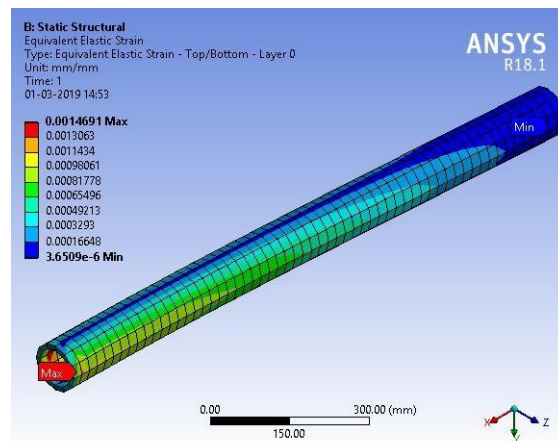 B: Static Structural
Equivalent Elastic Strain
Type: Equivalent Elastic Strain - Top/Bottom - Layer 0
Unit: mm/mm
Time: 1
01-03-2019 14:53
ANSYS
R18.1
0.0014691 Max
0.0013063
0.0011434
0.00098061
0.00081778
0.00065496
0.00049213
0.0003293
0.00016648
3.6509e-6 Min
Min
Max
0.00 300.00 (mm)
150.00
X Z
Y